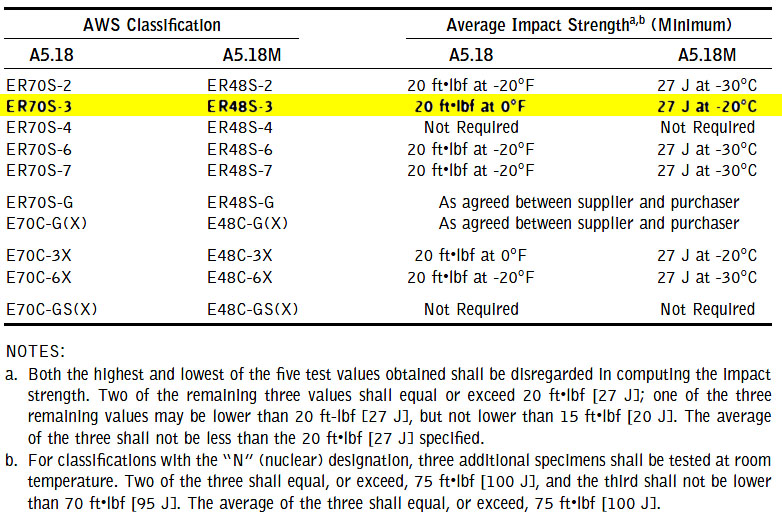 AWS Classification Average Impact Strengthᵃ,ᵇ (Minimum)
A5.18 A5.18M A5.18 A5.18M
ER70S-2 ER48S-2 20 ft•lbf at -20°F 27 J at -30°C
ER70S-3 ER48S-3 20 ft•lbf at 0°F 27 J at -20°C
ER70S-4 ER48S-4 Not Required Not Required
ER70S-6 ER48S-6 20 ft•lbf at -20°F 27 J at -30°C
ER70S-7 ER48S-7 20 ft•lbf at -20°F 27 J at -30°C
ER70S-G ER48S-G As agreed between supplier and purchaser
E70C-G(X) E48C-G(X) As agreed between supplier and purchaser
E70C-3X E48C-3X 20 ft•lbf at 0°F 27 J at -20°C
E70C-6X E48C-6X 20 ft•lbf at -20°F 27 J at -30°C
E70C-GS(X) E48C-GS(X) Not Required Not Required
NOTES:
a. Both the highest and lowest of the five test values obtained shall be disregarded in computing the impact
strength. Two of the remaining three values shall equal or exceed 20 ft•lbf [27 J]; one of the three
remaining values may be lower than 20 ft-lbf [27 J], but not lower than 15 ft•lbf [20 J]. The average
of the three shall not be less than the 20 ft•lbf [27 J] specified.
b. For classifications with the “N” (nuclear) designation, three additional specimens shall be tested at room
temperature. Two of the three shall equal, or exceed, 75 ft•lbf [100 J], and the third shall not be lower
than 70 ft•lbf [95 J]. The average of the three shall equal, or exceed, 75 ft•lbf [100 J].